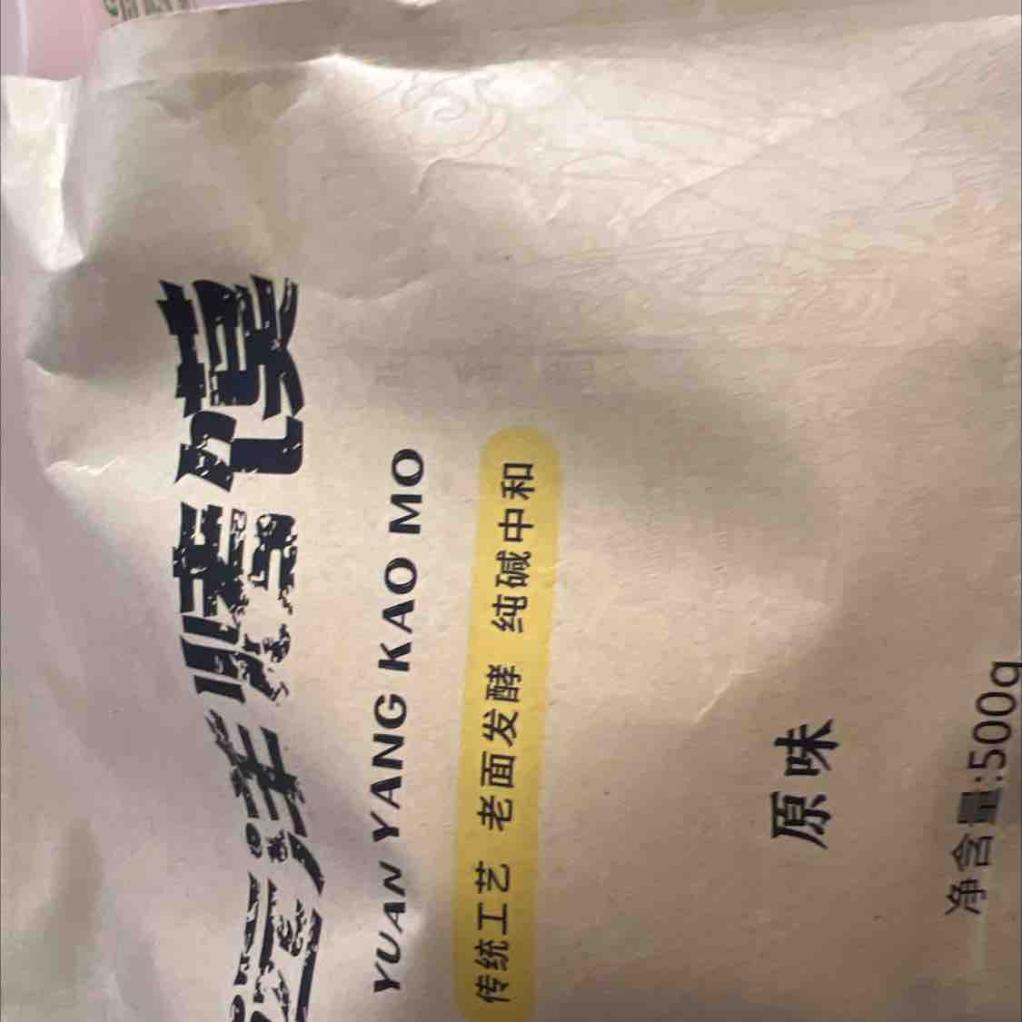 洋烤馍
YUAN YANG KAO MO
传统工艺 老面发酵 纯碱中和
原味
净含量:500g